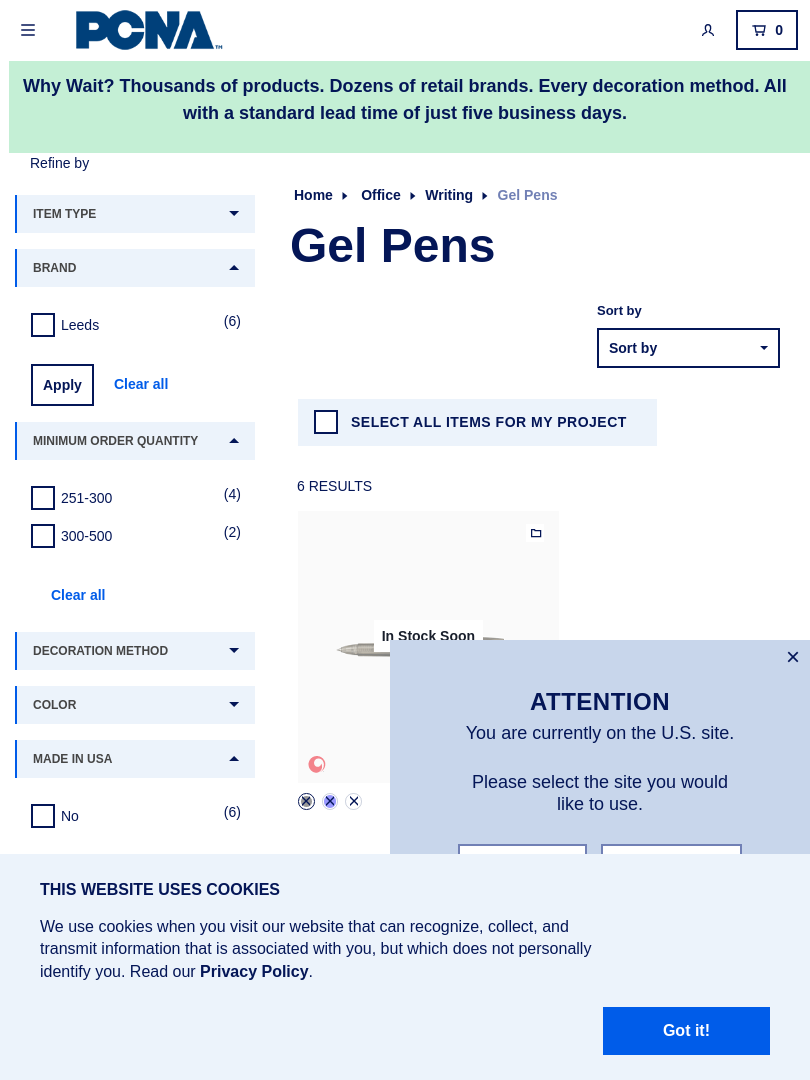 PCNA™
0
Why Wait? Thousands of products. Dozens of retail brands. Every decoration method. All
with a standard lead time of just five business days.
Refine by
Home
Office
Writing
Gel Pens
ITEM TYPE
Gel Pens
BRAND
Leeds
(6)
Sort by
Sort by
Apply
Clear all
SELECT ALL ITEMS FOR MY PROJECT
MINIMUM ORDER QUANTITY
6 RESULTS
251-300
(4)
300-500
(2)
Clear all
In Stock Soon
DECORATION METHOD
COLOR
MADE IN USA
No
(6)
ATTENTION
You are currently on the U.S. site.
Please select the site you would
like to use.
THIS WEBSITE USES COOKIES
We use cookies when you visit our website that can recognize, collect, and
transmit information that is associated with you, but which does not personally
identify you. Read our Privacy Policy.
Got it!